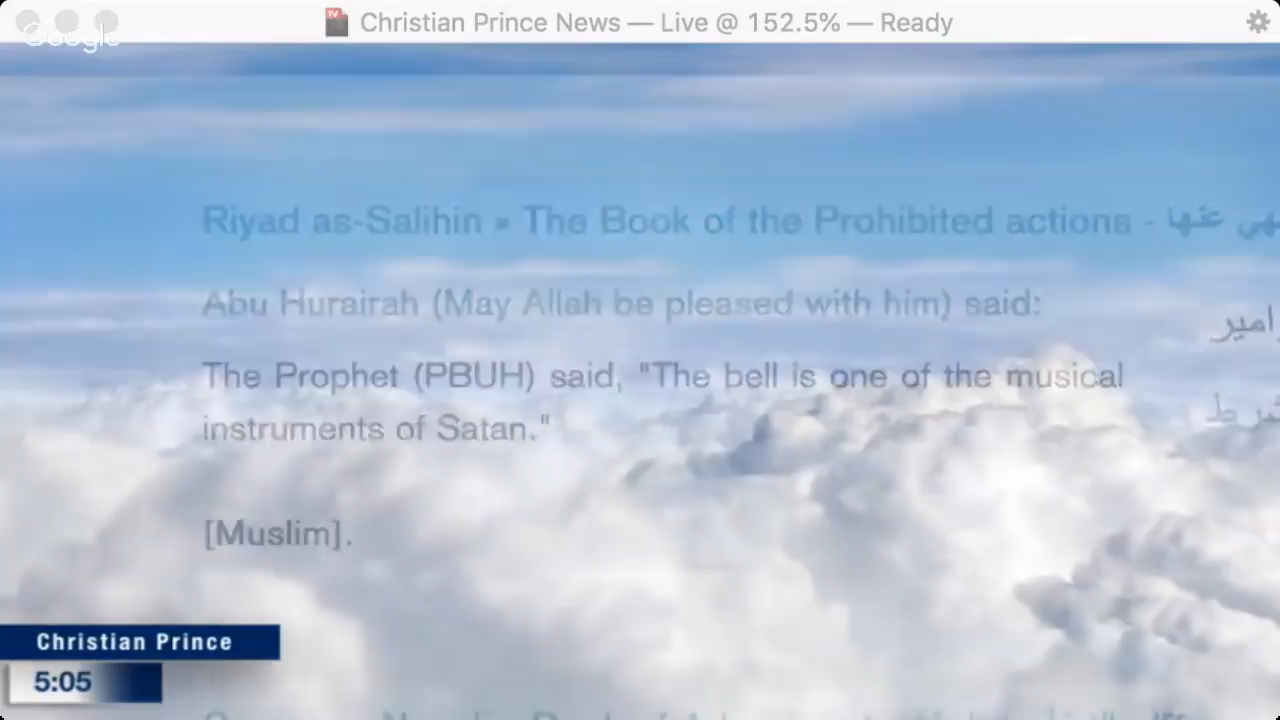 Christian Prince News — Live @ 152.5% — Ready
Google
Riyad as-Salihin » The Book of the Prohibited actions - هي عنها
Abu Hurairah (May Allah be pleased with him) said:
The Prophet (PBUH) said, "The bell is one of the musical
instruments of Satan."
[Muslim].
Christian Prince
5:05